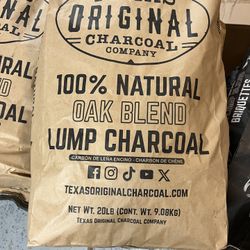 ORIGINAL
CHARCOAL
COMPANY
100% NATURAL
OAK BLEND
LUMP CHARCOAL
CARBÓN DE LEÑA ENCINO - CHARBON DE CHÊNE
TEXASORIGINALCHARCOAL.COM
NET WT. 20LB (CONT. WT. 9.08KG)
TEXAS ORIGINAL CHARCOAL COMPANY
BRIQUETTES